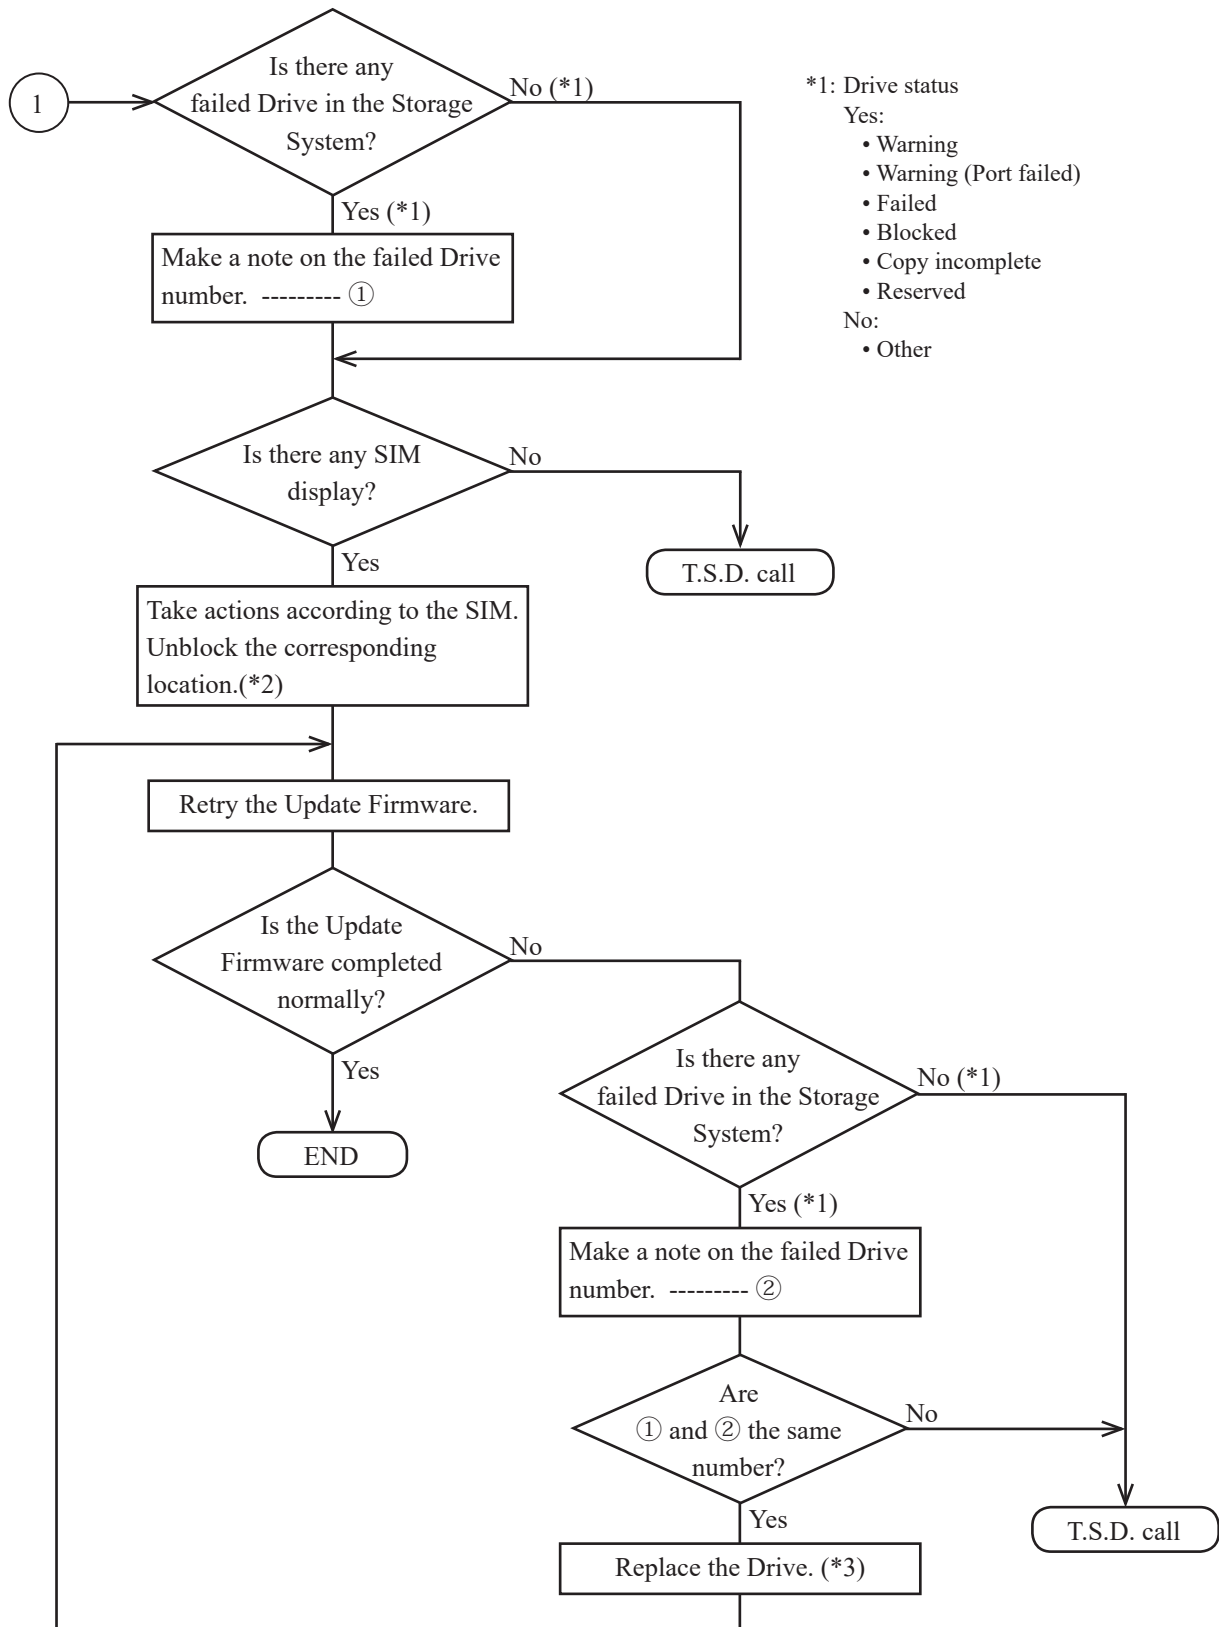 1
Is there any
failed Drive in the Storage
System?
No (*1)
Yes (*1)
*1: Drive status
Yes:
• Warning
• Warning (Port failed)
• Failed
• Blocked
• Copy incomplete
• Reserved
No:
• Other
Make a note on the failed Drive
number. --------- ①
Is there any SIM
display?
No
Yes
T.S.D. call
Take actions according to the SIM.
Unblock the corresponding
location.(*2)
Retry the Update Firmware.
Is the Update
Firmware completed
normally?
No
Yes
END
Is there any
failed Drive in the Storage
System?
No (*1)
Yes (*1)
Make a note on the failed Drive
number. --------- ②
Are
① and ② the same
number?
No
Yes
T.S.D. call
Replace the Drive. (*3)